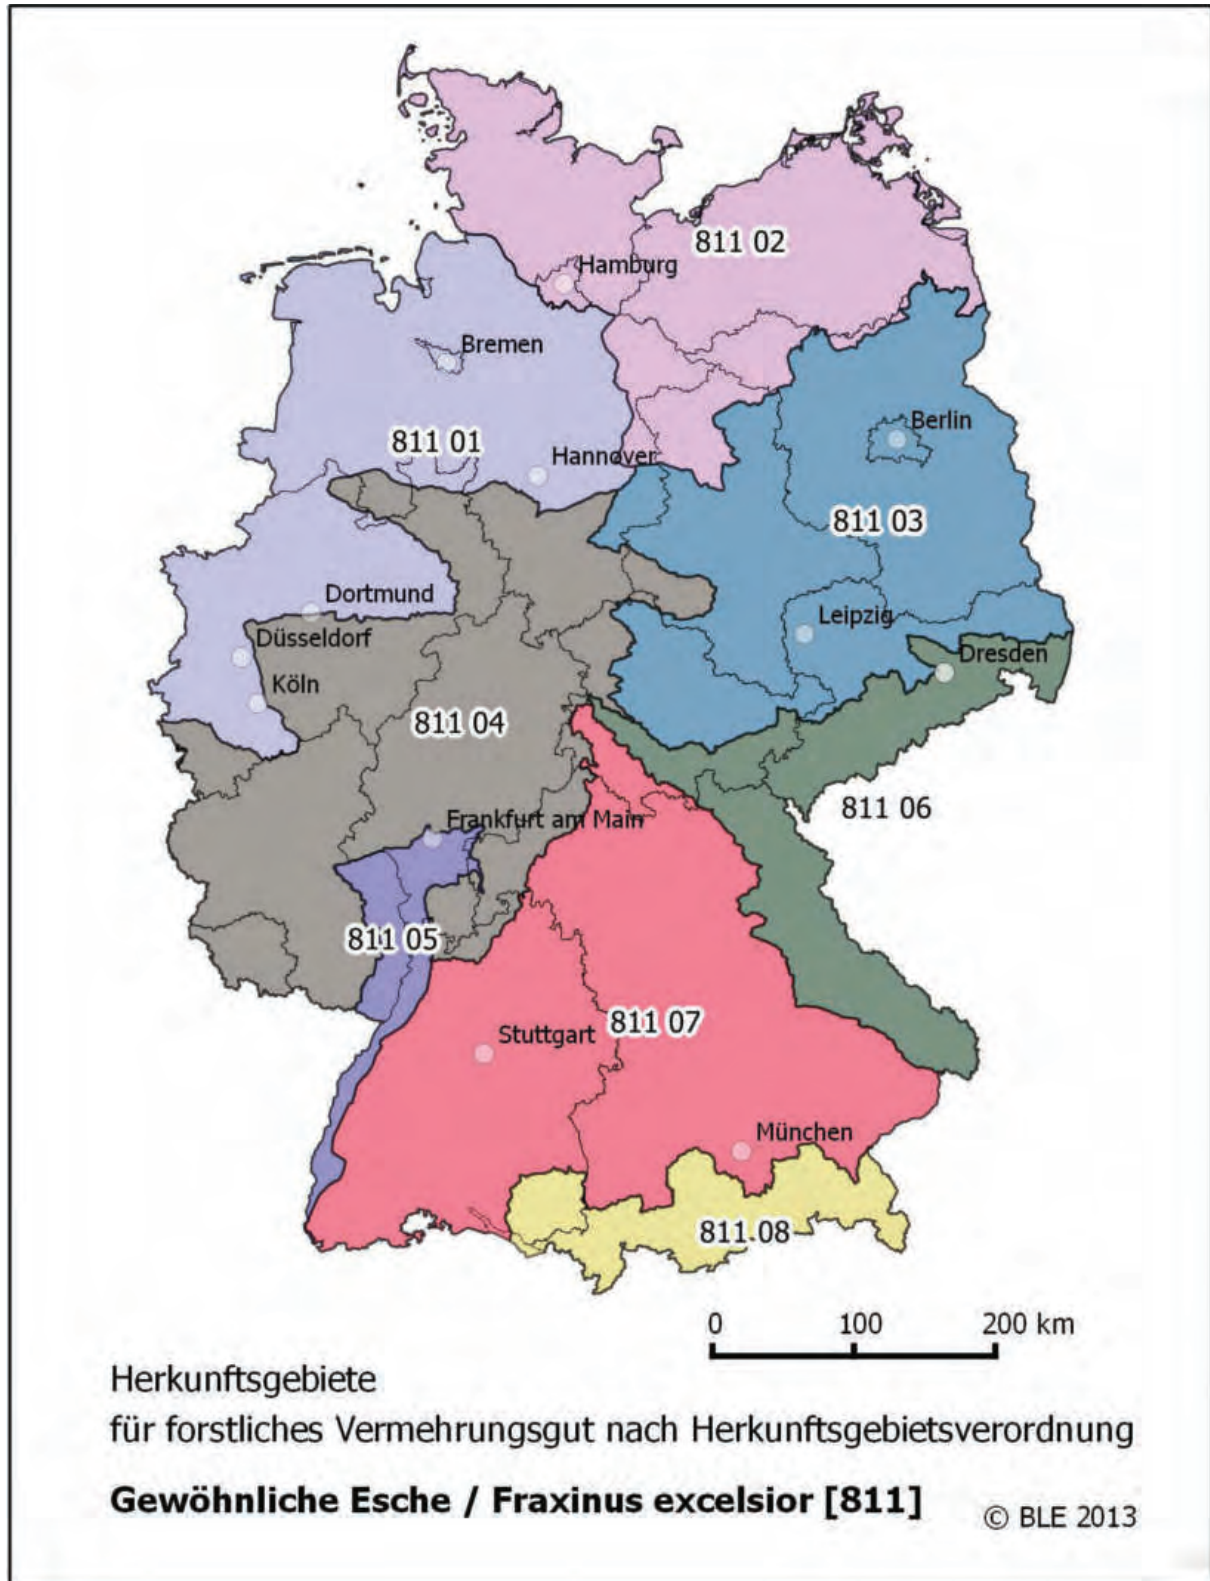 811 02
Hamburg
Bremen
Berlin
811 01
Hannover
811 03
Dortmund
Leipzig
Düsseldorf
Dresden
Köln
811 04
811 06
Frankfurt am Main
811 05
811 07
Stuttgart
München
811 08
0 100 200 km
Herkunftsgebiete
für forstliches Vermehrungsgut nach Herkunftsgebietsverordnung
Gewöhnliche Esche / Fraxinus excelsior [811]
© BLE 2013